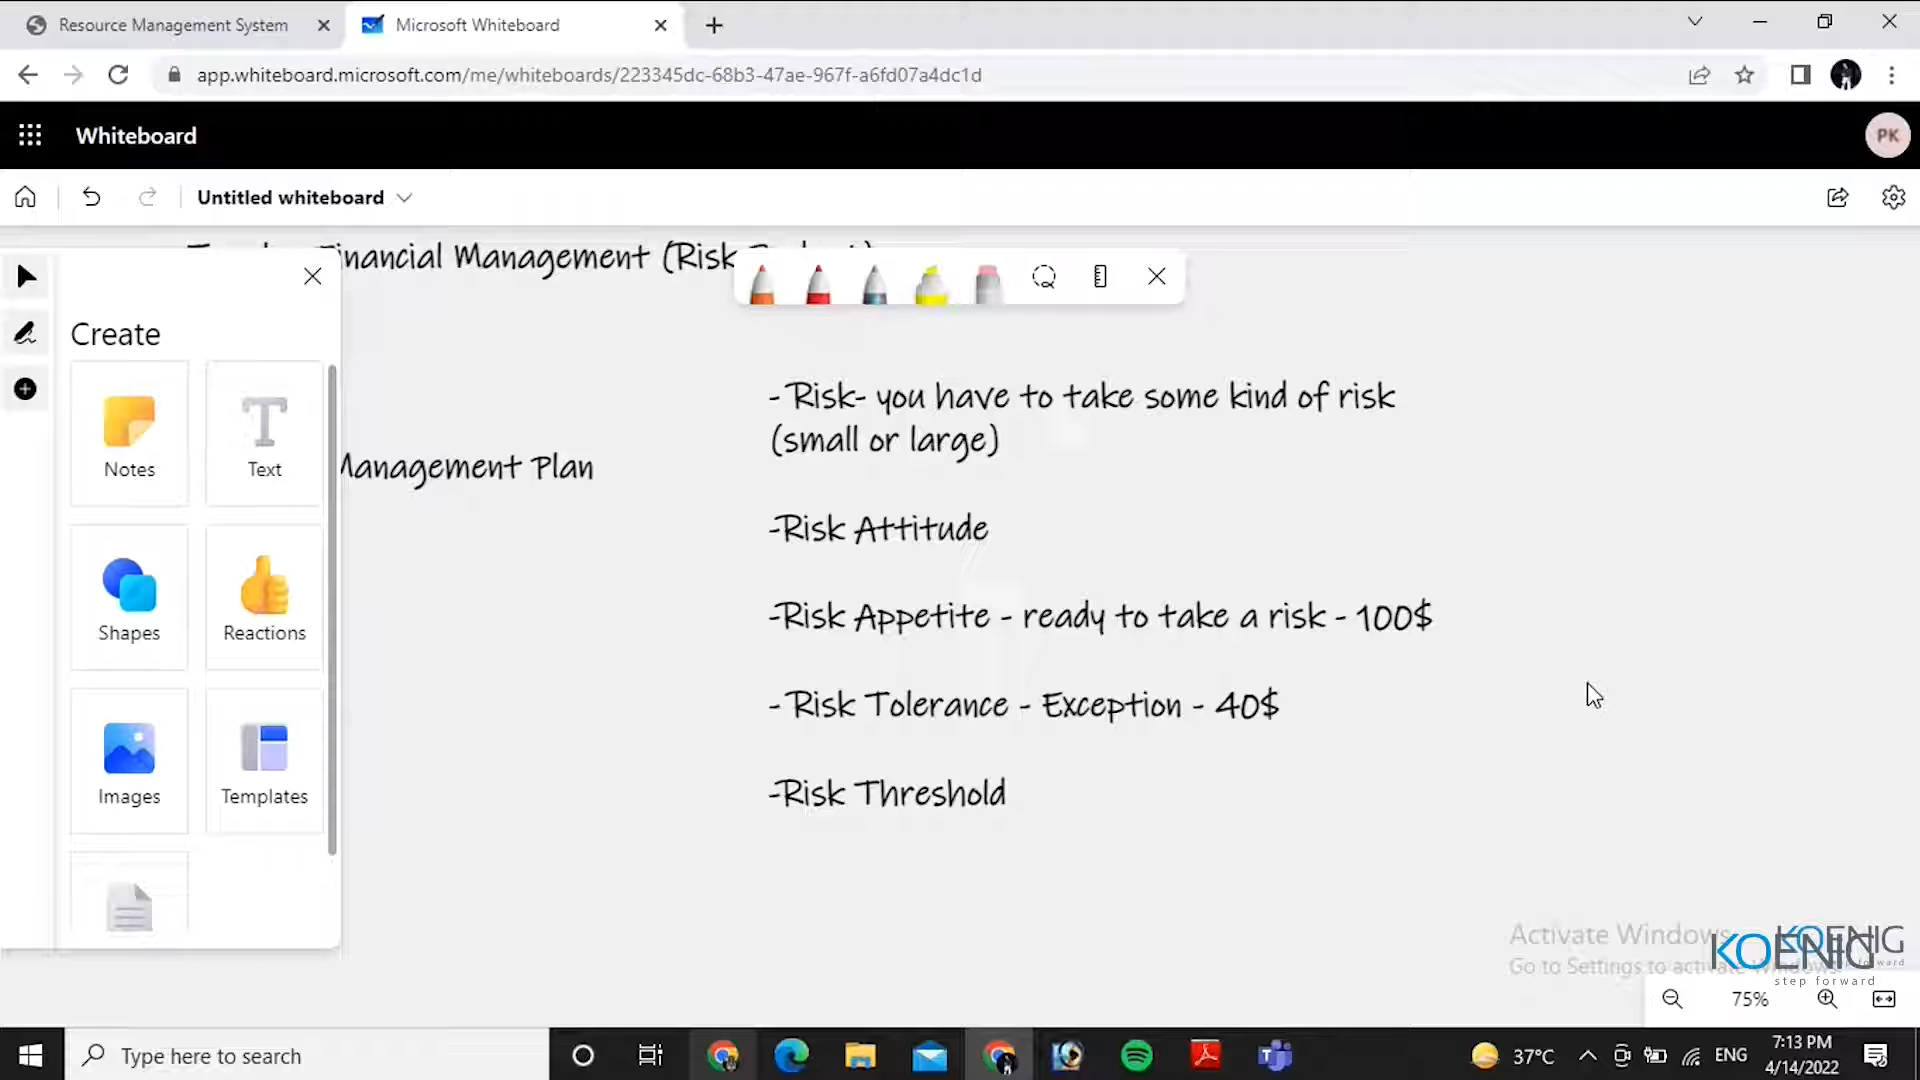 Resource Management System
Microsoft Whiteboard
app.whiteboard.microsoft.com/me/whiteboards/223345dc-68b3-47ae-967f-a6fd07a4dc1d
Whiteboard
PK
Untitled whiteboard
Financial Management (Risk
Create
Notes
Text
Shapes
Reactions
Images
Templates
Management Plan
- Risk- you have to take some kind of risk
(small or large)
-Risk Attitude
-Risk Appetite - ready to take a risk - 100$
- Risk Tolerance - Exception - 40$
-Risk Threshold
Activate Windows
Go to Settings to activate Windows.
KOENIG
KOENIG
step forward
75%
Type here to search
37°C
ENG
7:13 PM
4/14/2022